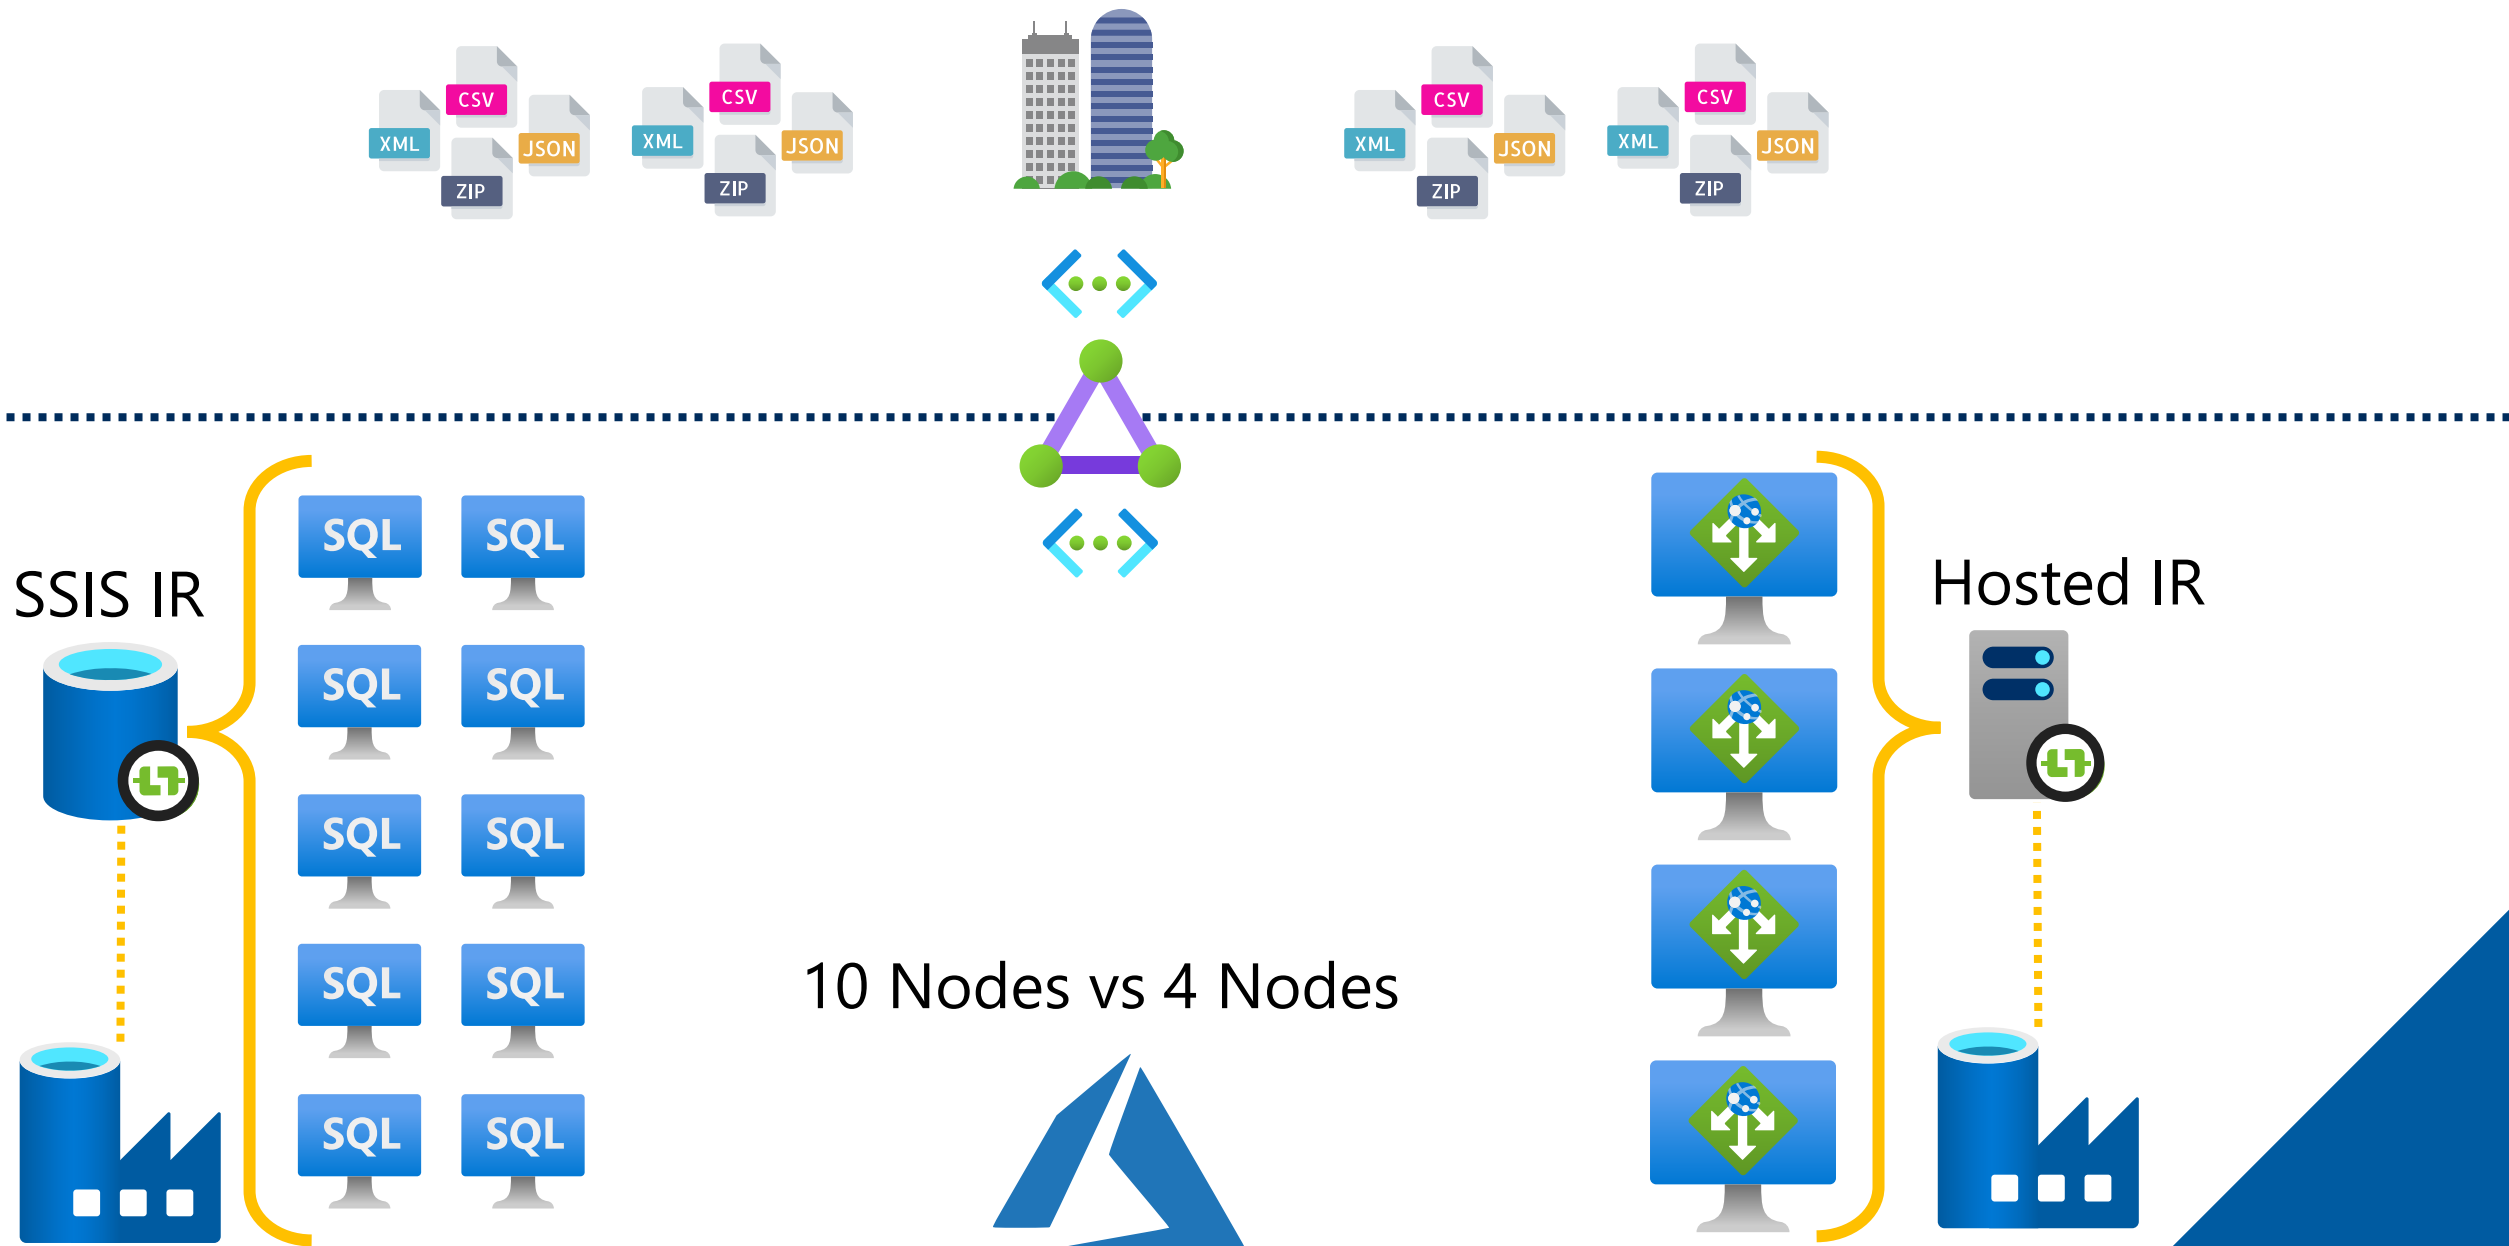 CSV
XML
JSON
ZIP
CSV
XML
JSON
ZIP
CSV
XML
JSON
ZIP
CSV
XML
JSON
ZIP
SSIS IR
SQL SQL
SQL SQL
SQL SQL
SQL SQL
SQL SQL
10 Nodes vs 4 Nodes
Hosted IR